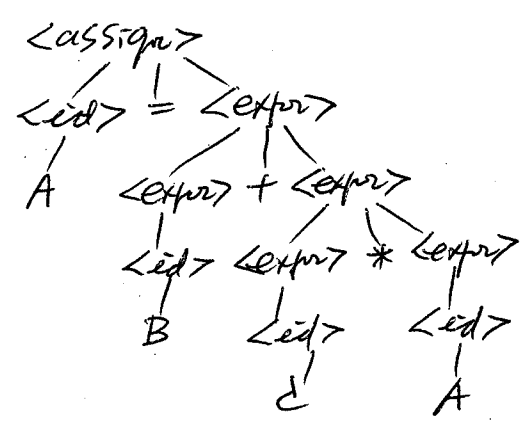 <assign>
<id> = <expr>
A <expr> + <expr>
<id> <expr> * <expr>
B <id> <id>
C A